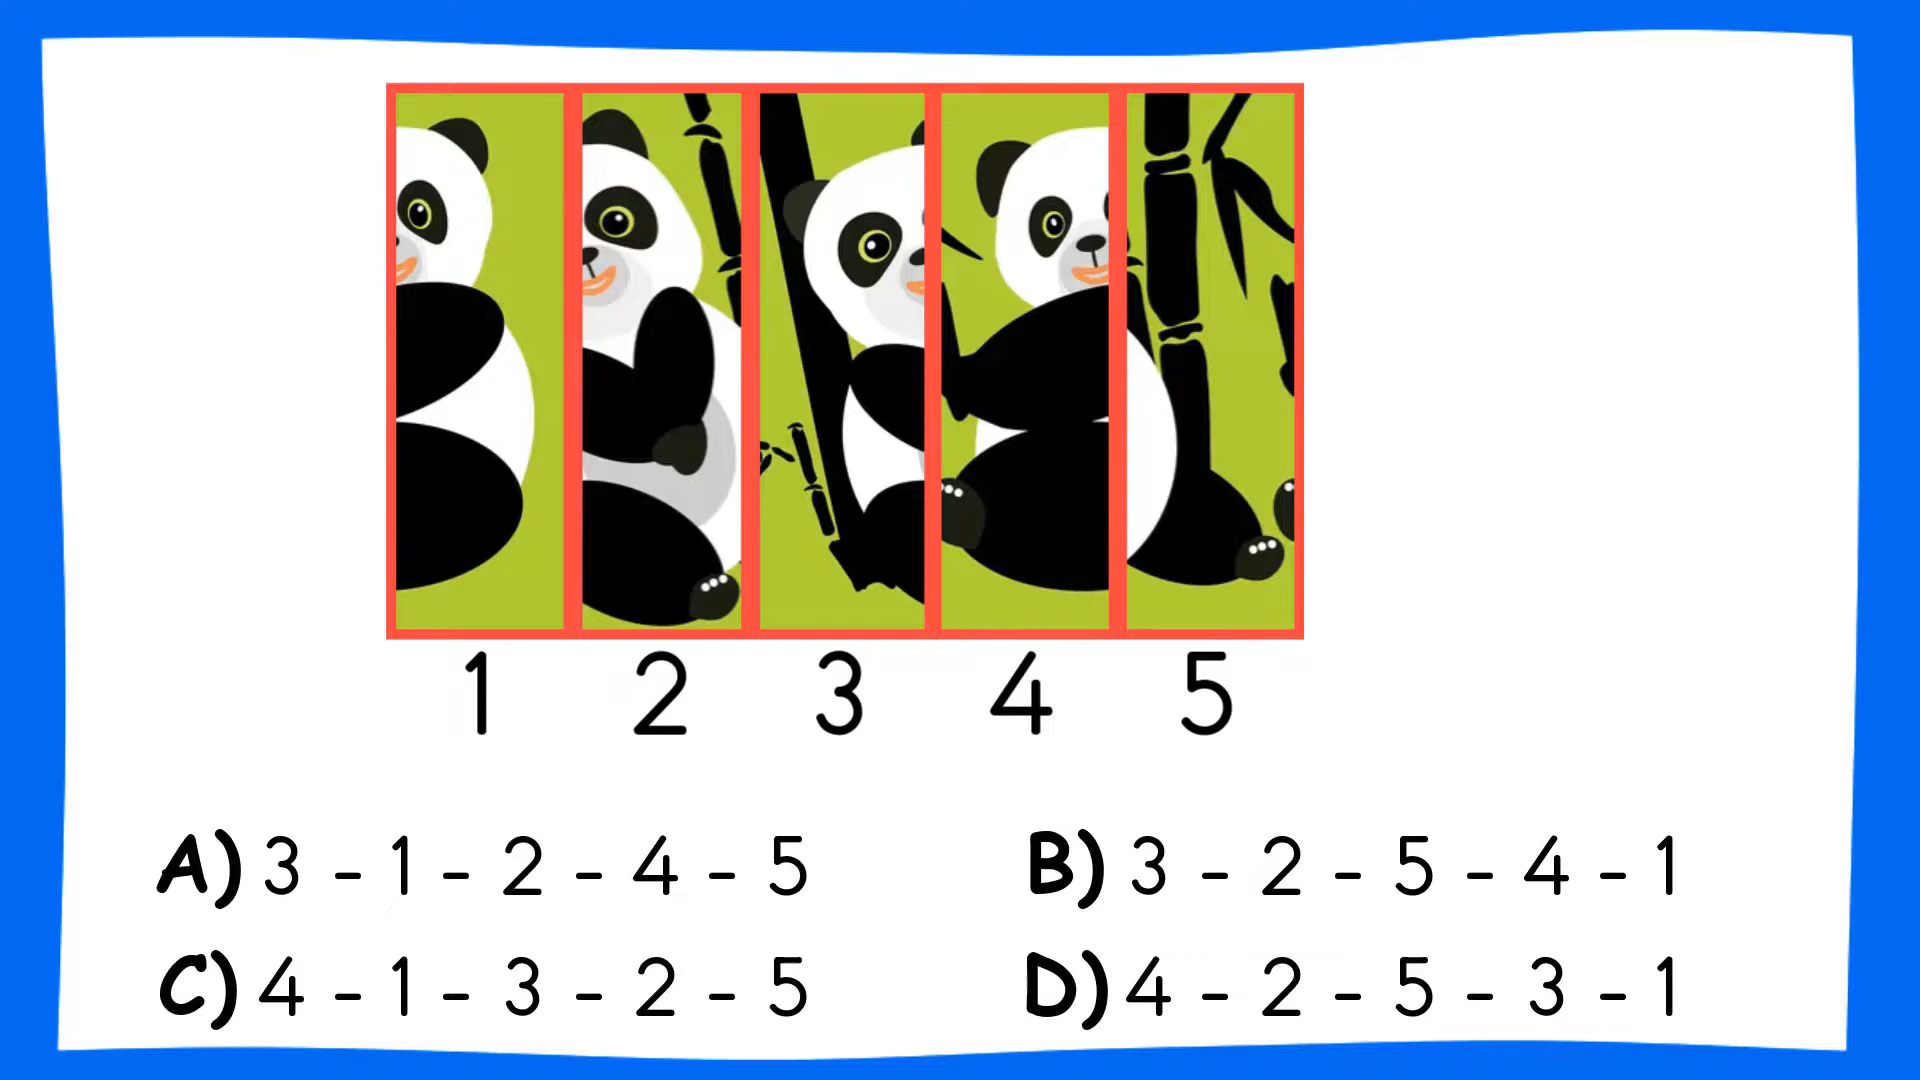 1 2 3 4 5
A) 3 - 1 - 2 - 4 - 5
B) 3 - 2 - 5 - 4 - 1
C) 4 - 1 - 3 - 2 - 5
D) 4 - 2 - 5 - 3 - 1